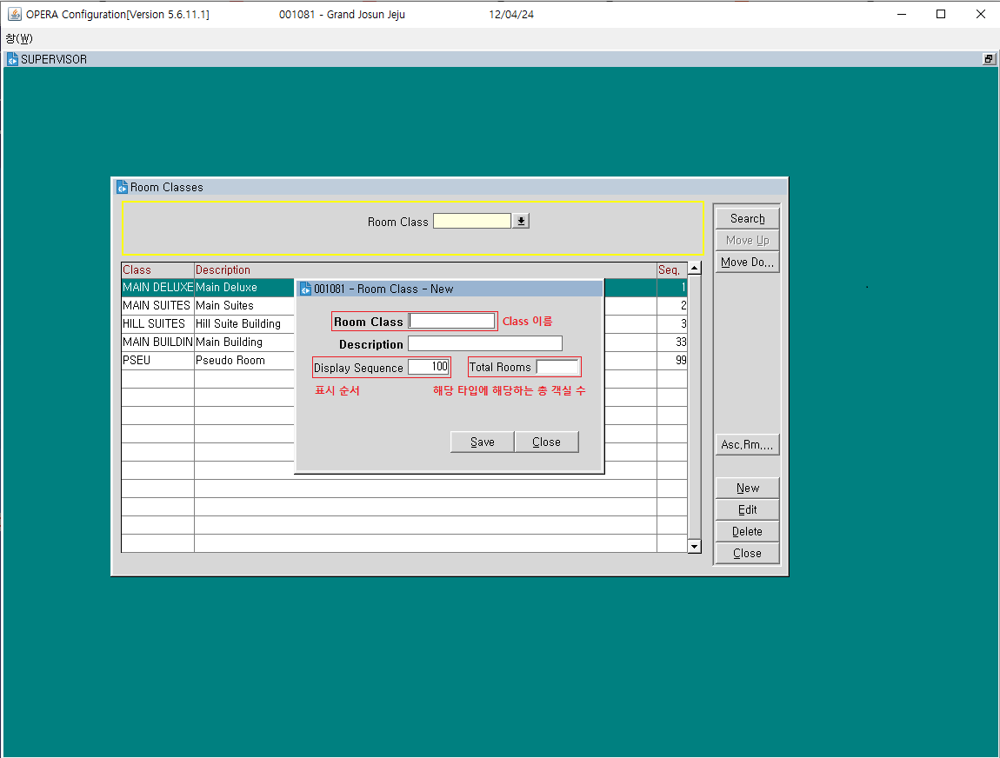 OPERA Configuration[Version 5.6.11.1] 001081 - Grand Josun Jeju 12/04/24
창(W)
SUPERVISOR
Room Classes
Room Class
Search
Move Up
Move Do...
Class Description Seq.
MAIN DELUXE Main Deluxe 1
MAIN SUITES Main Suites 2
HILL SUITES Hill Suite Building 3
MAIN BUILDIN Main Building 33
PSEU Pseudo Room 99
001081 - Room Class - New
Room Class Class 이름
Description
Display Sequence 100 Total Rooms
표시 순서 해당 타입에 해당하는 총 객실 수
Save Close
Asc.Rm....
New
Edit
Delete
Close